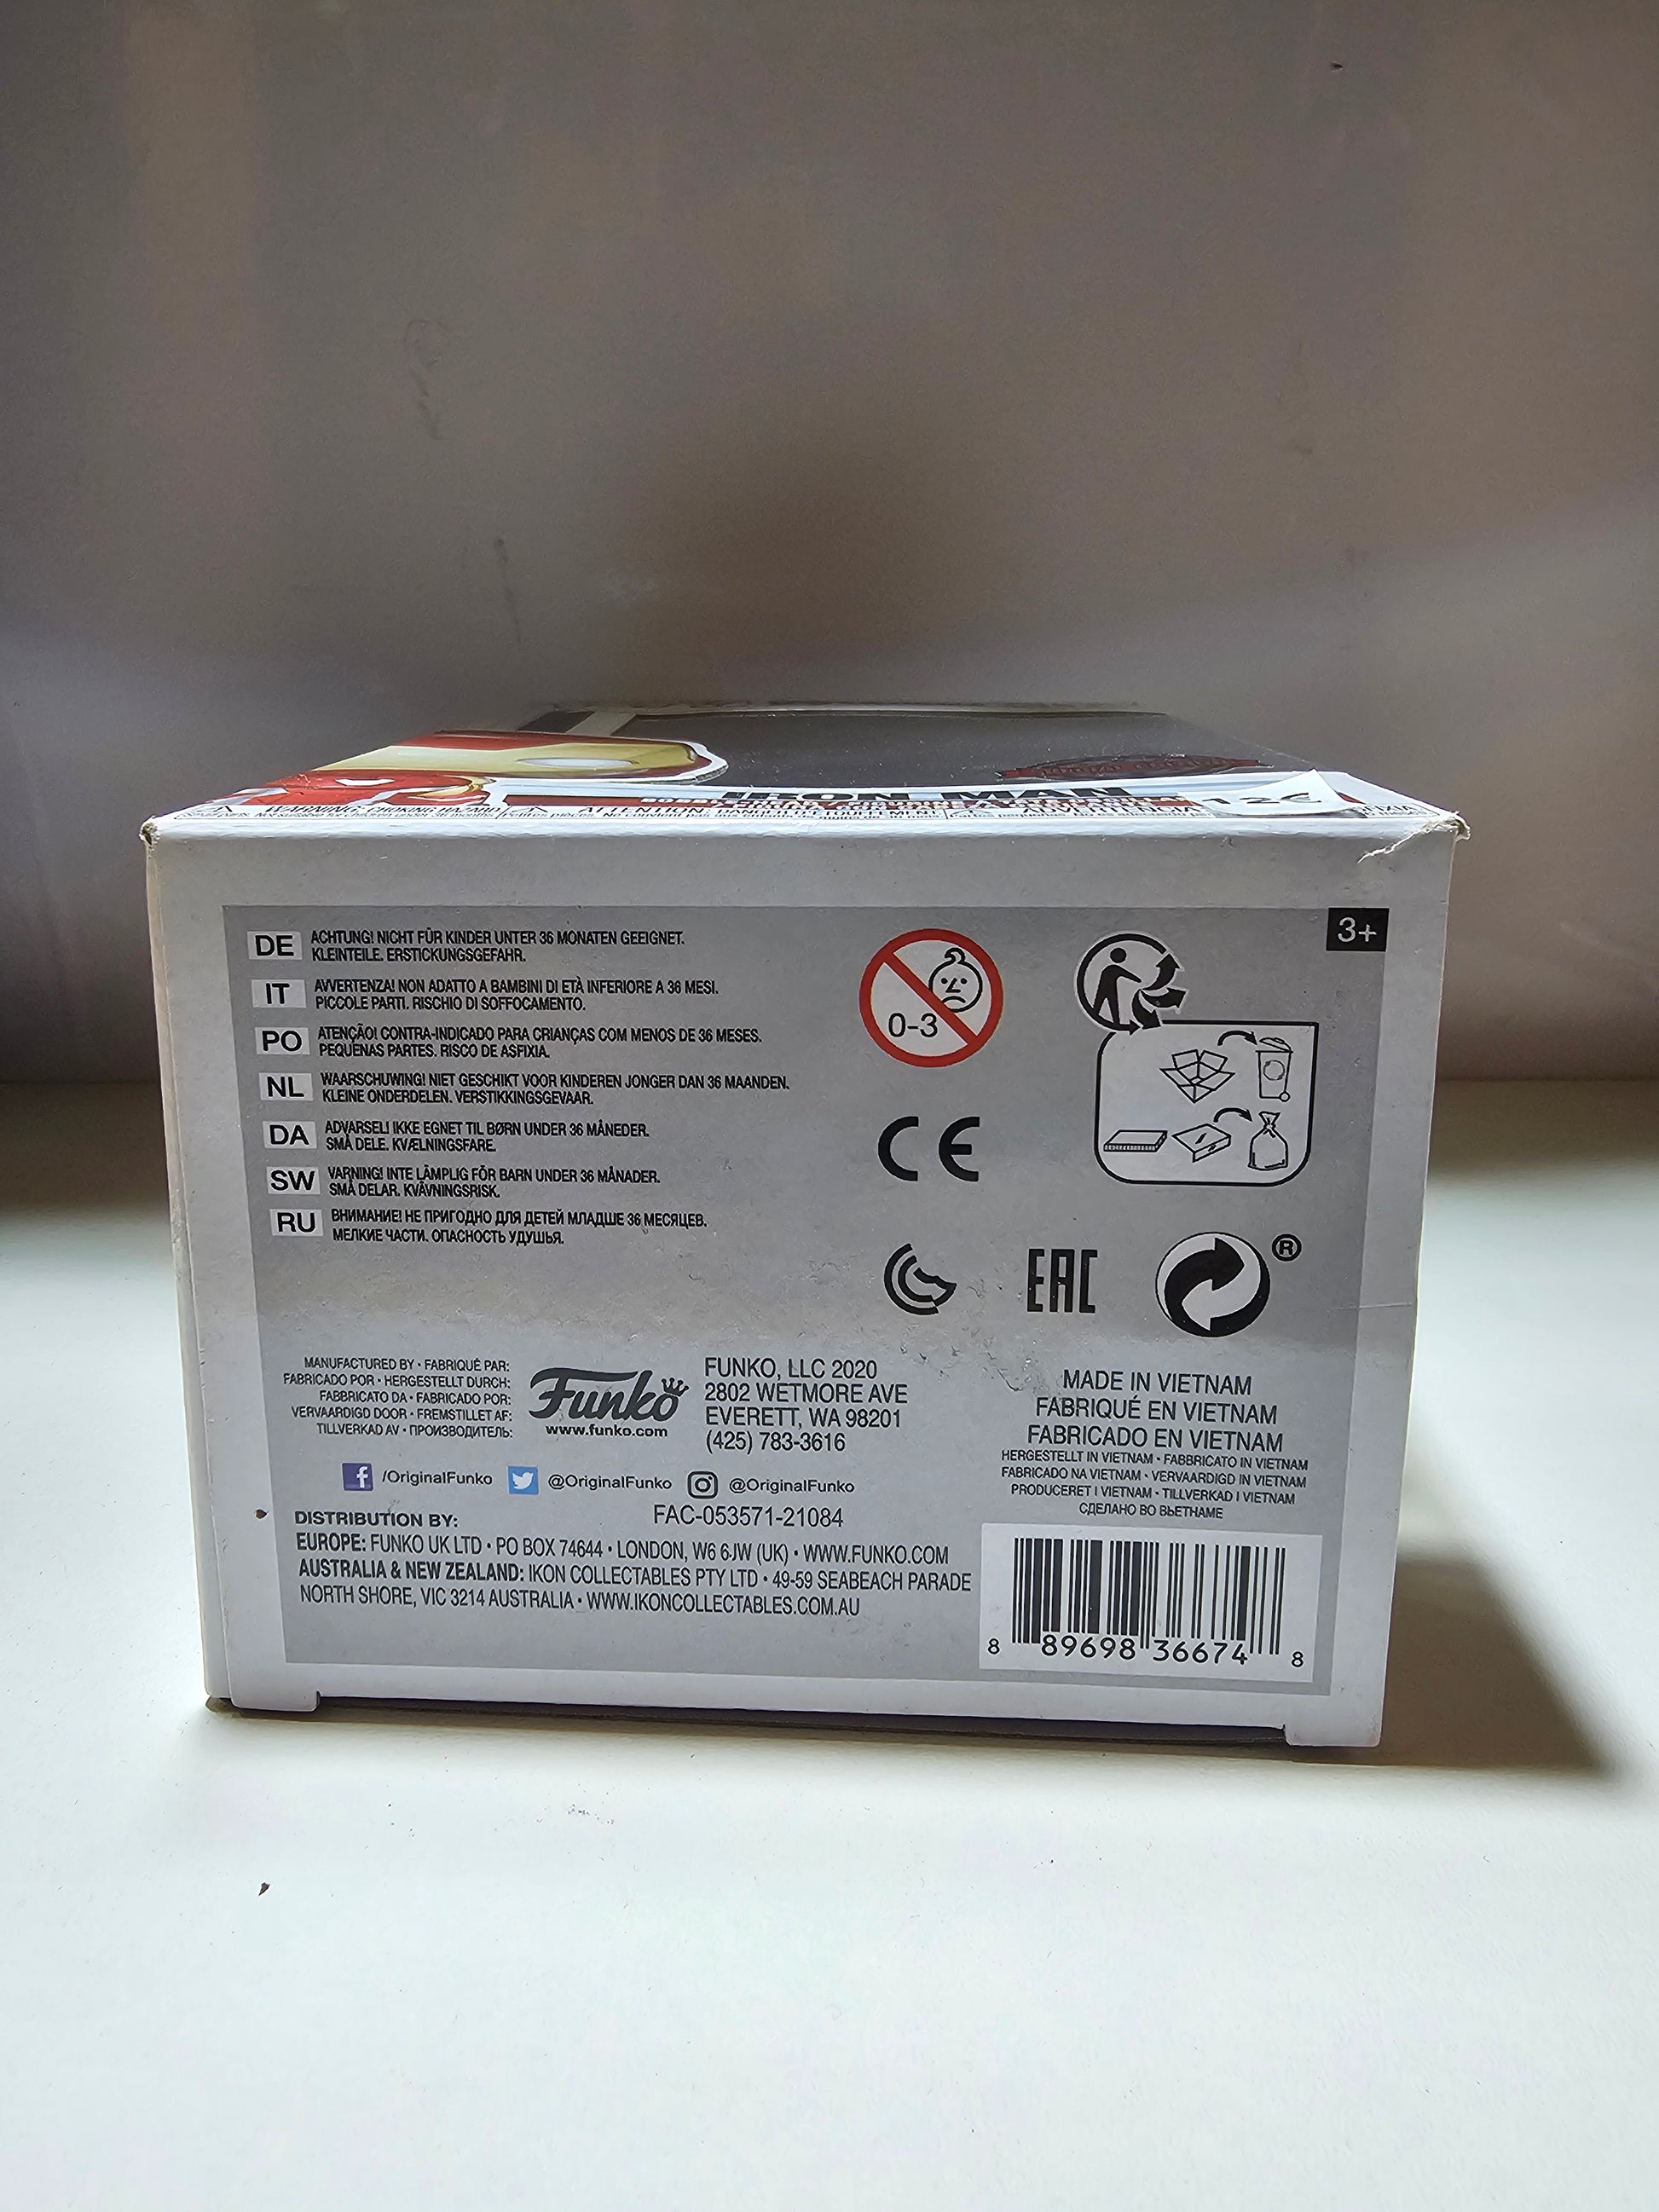 IRON MAN
12€
WARNING: CHOKING HAZARD
3+
DE ACHTUNG! NICHT FÜR KINDER UNTER 36 MONATEN GEEIGNET.
KLEINTEILE. ERSTICKUNGSGEFAHR.
IT AVVERTENZA! NON ADATTO A BAMBINI DI ETÀ INFERIORE A 36 MESI.
PICCOLE PARTI. RISCHIO DI SOFFOCAMENTO.
PO ATENÇÃO! CONTRA-INDICADO PARA CRIANÇAS COM MENOS DE 36 MESES.
PEQUENAS PARTES. RISCO DE ASFIXIA.
NL WAARSCHUWING! NIET GESCHIKT VOOR KINDEREN JONGER DAN 36 MAANDEN.
KLEINE ONDERDELEN. VERSTIKKINGSGEVAAR.
DA ADVARSEL! IKKE EGNET TIL BØRN UNDER 36 MÅNEDER.
SMÅ DELE. KVÆLNINGSFARE.
SW VARNING! INTE LÄMPLIG FÖR BARN UNDER 36 MÅNADER.
SMÅ DELAR. KVÄVNINGSRISK.
RU ВНИМАНИЕ! НЕ ПРИГОДНО ДЛЯ ДЕТЕЙ МЛАДШЕ 36 МЕСЯЦЕВ.
МЕЛКИЕ ЧАСТИ. ОПАСНОСТЬ УДУШЬЯ.
0-3
CE
EAC
®
MANUFACTURED BY • FABRIQUÉ PAR:
FABRICADO POR • HERGESTELLT DURCH:
FABBRICATO DA • FABRICADO POR:
VERVAARDIGD DOOR • FREMSTILLET AF:
TILLVERKAD AV • ПРОИЗВОДИТЕЛЬ:
Funko
www.funko.com
FUNKO, LLC 2020
2802 WETMORE AVE
EVERETT, WA 98201
(425) 783-3616
MADE IN VIETNAM
FABRIQUÉ EN VIETNAM
FABRICADO EN VIETNAM
HERGESTELLT IN VIETNAM • FABBRICATO IN VIETNAM
FABRICADO NA VIETNAM • VERVAARDIGD IN VIETNAM
PRODUCERET I VIETNAM • TILLVERKAD I VIETNAM
СДЕЛАНО ВО ВЬЕТНАМЕ
/OriginalFunko @OriginalFunko @OriginalFunko
FAC-053571-21084
DISTRIBUTION BY:
EUROPE: FUNKO UK LTD • PO BOX 74644 • LONDON, W6 6JW (UK) • WWW.FUNKO.COM
AUSTRALIA & NEW ZEALAND: IKON COLLECTABLES PTY LTD • 49-59 SEABEACH PARADE
NORTH SHORE, VIC 3214 AUSTRALIA • WWW.IKONCOLLECTABLES.COM.AU
8 89698 36674 8